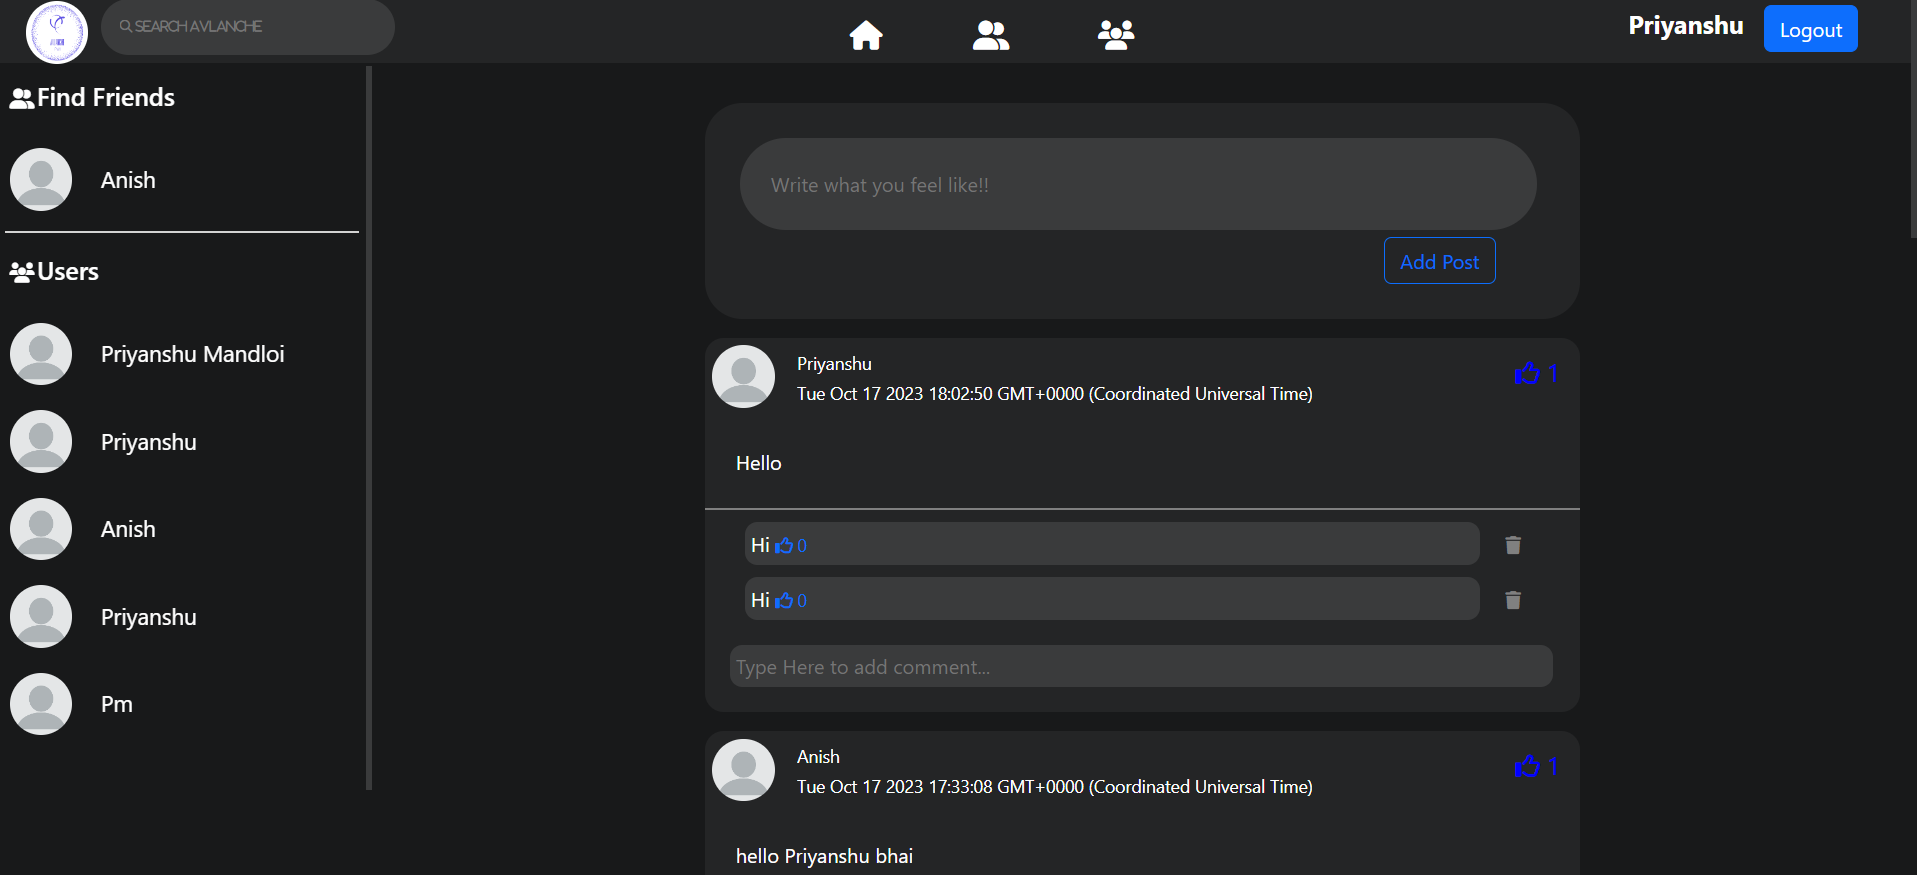 SEARCH AVLANCHE
Priyanshu
Logout
Find Friends
Anish
Users
Priyanshu Mandloi
Priyanshu
Anish
Priyanshu
Pm
Write what you feel like!!
Add Post
Priyanshu
Tue Oct 17 2023 18:02:50 GMT+0000 (Coordinated Universal Time)
1
Hello
Hi 0
Hi 0
Type Here to add comment...
Anish
Tue Oct 17 2023 17:33:08 GMT+0000 (Coordinated Universal Time)
1
hello Priyanshu bhai